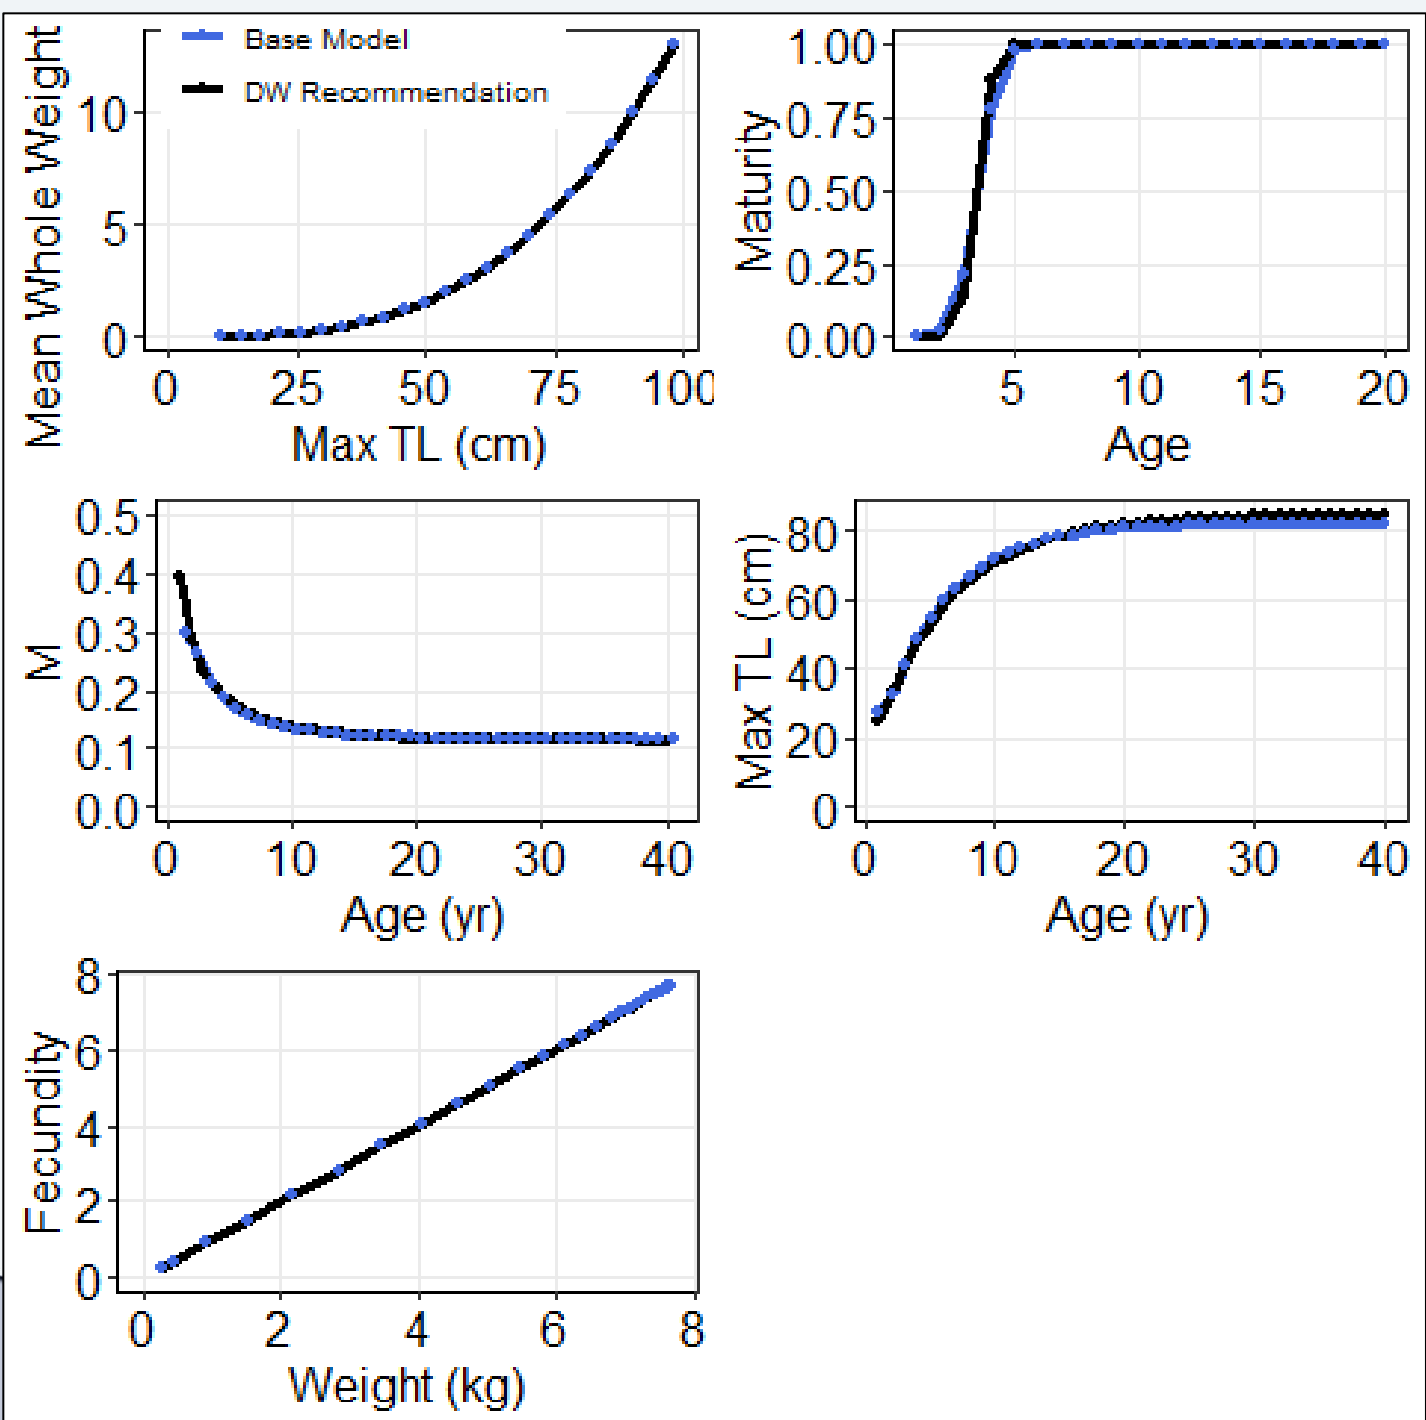 Base Model
DW Recommendation
Mean Whole Weight
10
5
0
0 25 50 75 100
Max TL (cm)
Maturity
1.00
0.75
0.50
0.25
0.00
5 10 15 20
Age
M
0.5
0.4
0.3
0.2
0.1
0.0
0 10 20 30 40
Age (yr)
Max TL (cm)
80
60
40
20
0
0 10 20 30 40
Age (yr)
Fecundity
8
6
4
2
0
0 2 4 6 8
Weight (kg)